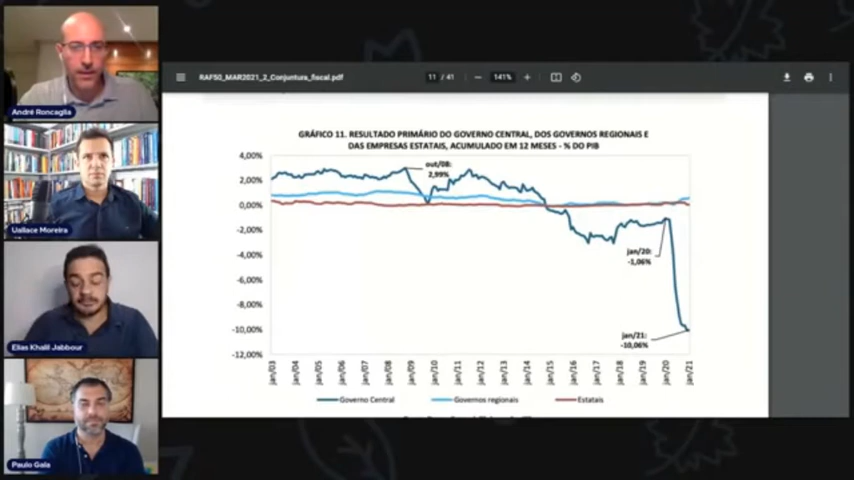 André Roncaglia
Uallace Moreira
Elias Khalil Jabbour
Paulo Gala
RAF50_MAR2021_2_Conjuntura_fiscal.pdf
11 / 41
141%
GRÁFICO 11. RESULTADO PRIMÁRIO DO GOVERNO CENTRAL, DOS GOVERNOS REGIONAIS E
DAS EMPRESAS ESTATAIS, ACUMULADO EM 12 MESES - % DO PIB
4,00%
2,00%
0,00%
-2,00%
-4,00%
-6,00%
-8,00%
-10,00%
-12,00%
out/08:
2,99%
jan/20:
-1,06%
jan/21:
-10,06%
jan/03
jan/04
jan/05
jan/06
jan/07
jan/08
jan/09
jan/10
jan/11
jan/12
jan/13
jan/14
jan/15
jan/16
jan/17
jan/18
jan/19
jan/20
jan/21
Governo Central
Governos regionais
Estatais